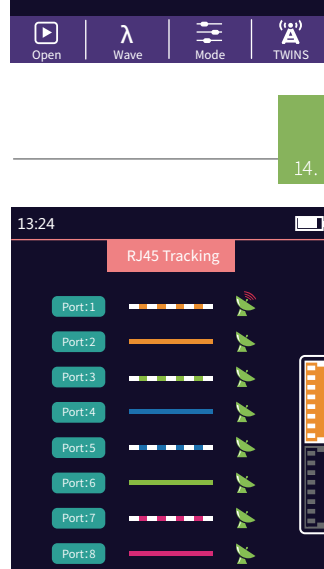 Open λ Wave Mode TWINS
14.
13:24
RJ45 Tracking
Port:1
Port:2
Port:3
Port:4
Port:5
Port:6
Port:7
Port:8